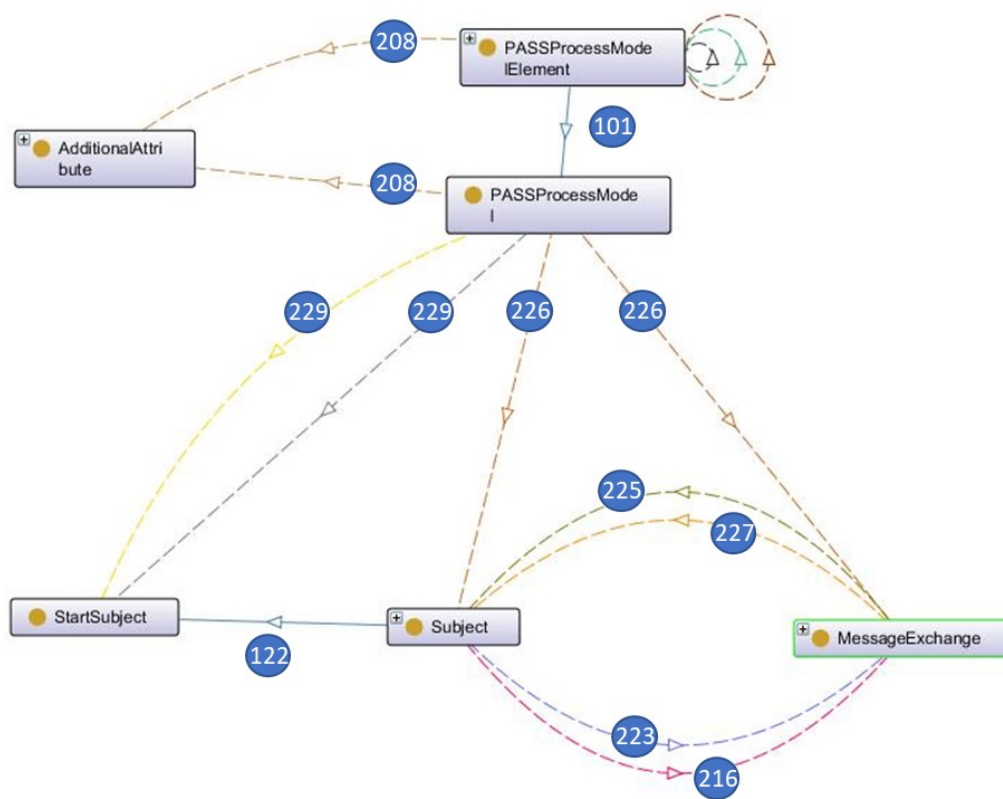 208
PASSProcessMode
lElement
101
AdditionalAttri
bute
208
PASSProcessMode
l
229
229
226
226
225
227
StartSubject
Subject
MessageExchange
122
223
216